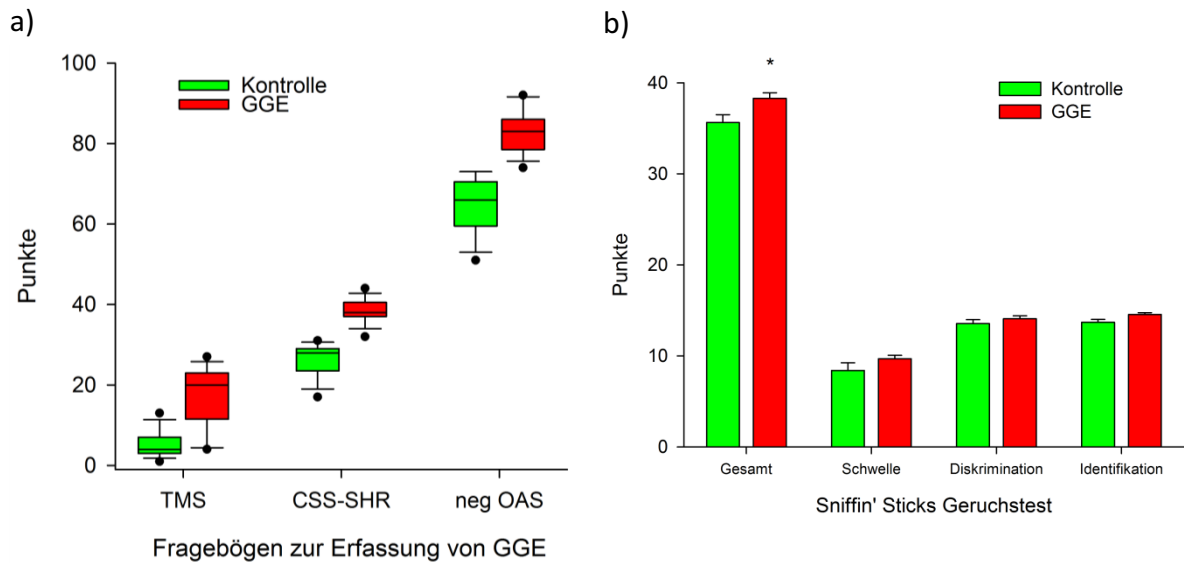 a)
100
80
60
40
20
0
Punkte
Kontrolle
GGE
TMS CSS-SHR neg OAS
Fragebögen zur Erfassung von GGE
b)
*
40
30
20
10
0
Punkte
Kontrolle
GGE
Gesamt Schwelle Diskrimination Identifikation
Sniffin' Sticks Geruchstest